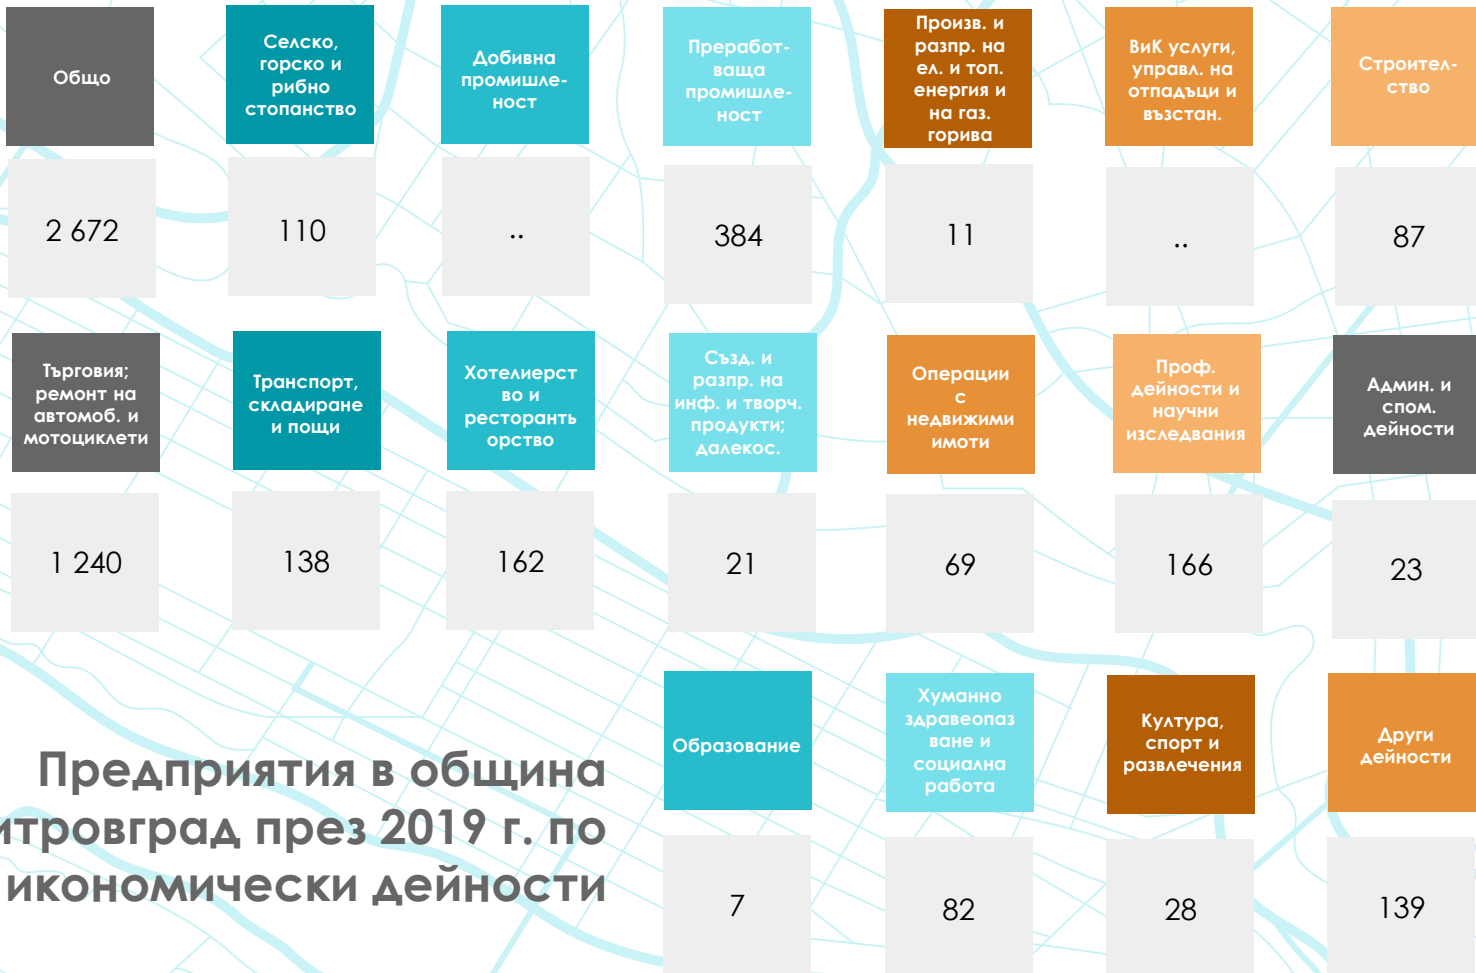 Общо
Селско,
горско и
рибно
стопанство
Добивна
промишле-
ност
Преработ-
ваща
промишле-
ност
Произв. и
разпр. на
ел. и топ.
енергия и
на газ.
горива
ВиК услуги,
управл. на
отпадъци и
възстан.
Строител-
ство
2 672
110
..
384
11
..
87
Търговия;
ремонт на
автомоб. и
мотоциклети
Транспорт,
складиране
и пощи
Хотелиерст
во и
ресторанть
орство
Създ. и
разпр. на
инф. и творч.
продукти;
далекос.
Операции
с
недвижими
имоти
Проф.
дейности и
научни
изследвания
Админ. и
спом.
дейности
1 240
138
162
21
69
166
23
Образование
Хуманно
здравеопаз
ване и
социална
работа
Култура,
спорт и
развлечения
Други
дейности
7
82
28
139
Предприятия в община
итровград през 2019 г. по
икономически дейности